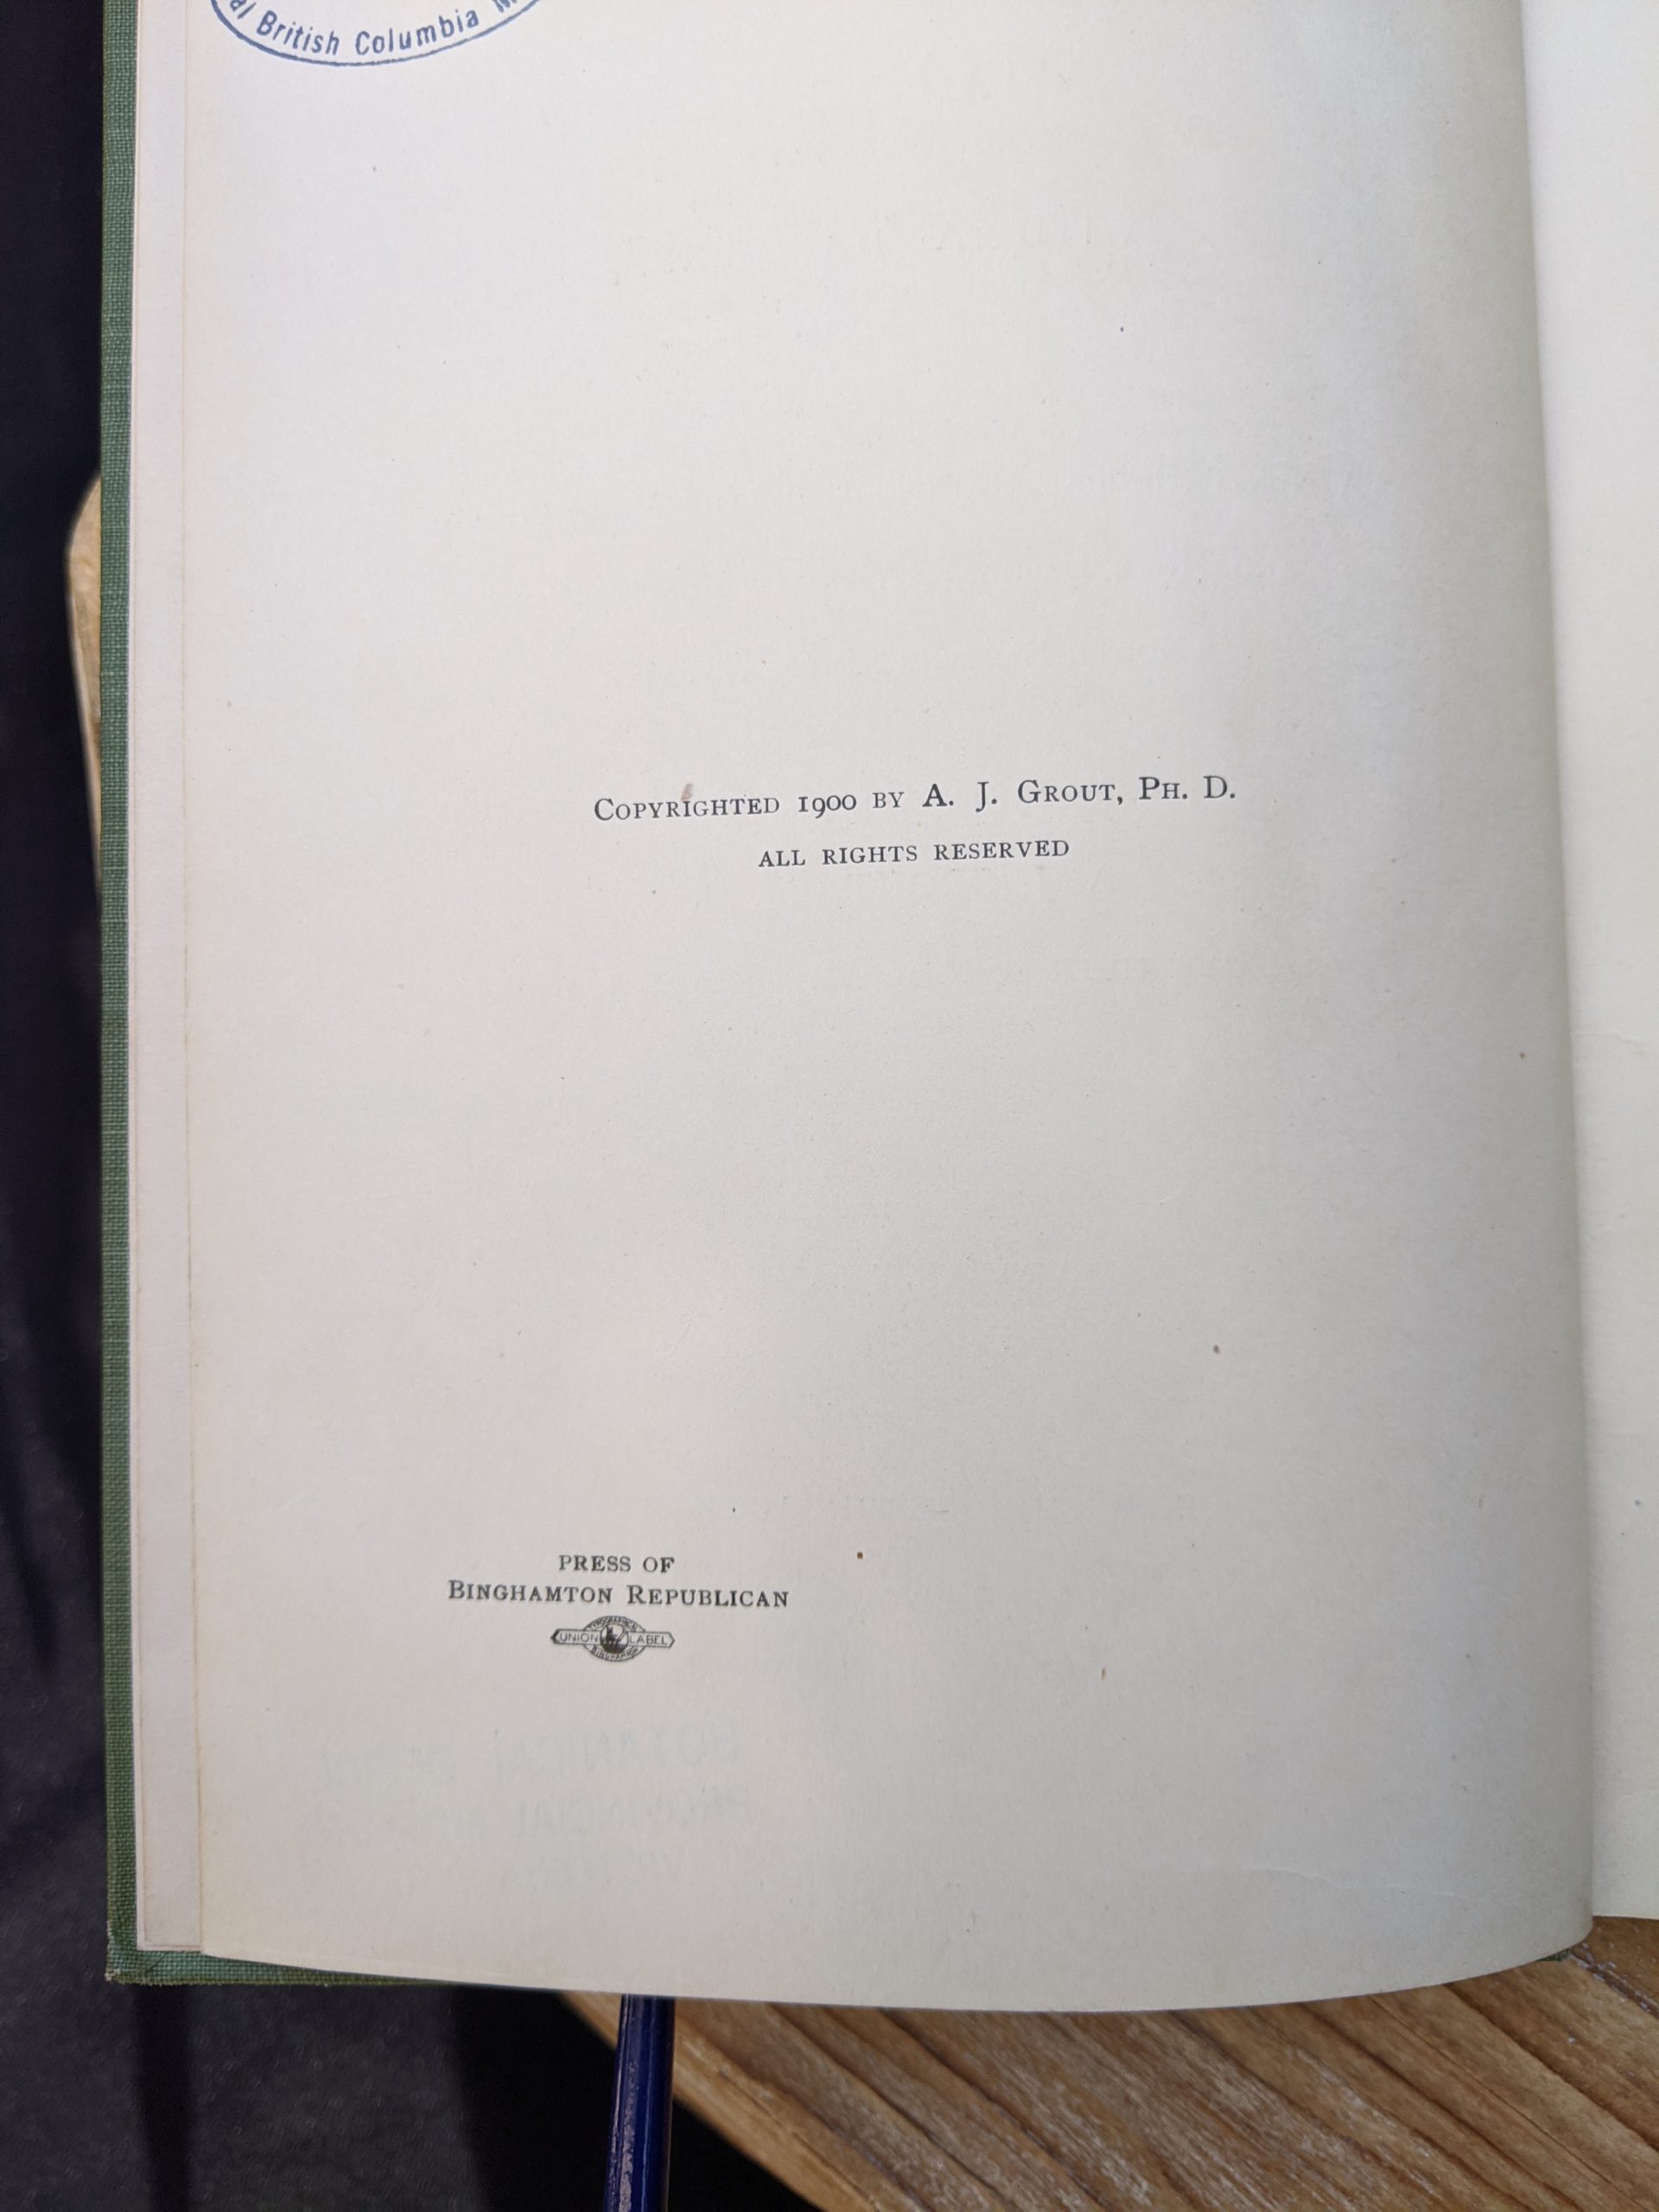 British Columbia
COPYRIGHTED 1900 BY A. J. GROUT, PH. D.
ALL RIGHTS RESERVED
PRESS OF
BINGHAMTON REPUBLICAN
UNION LABEL